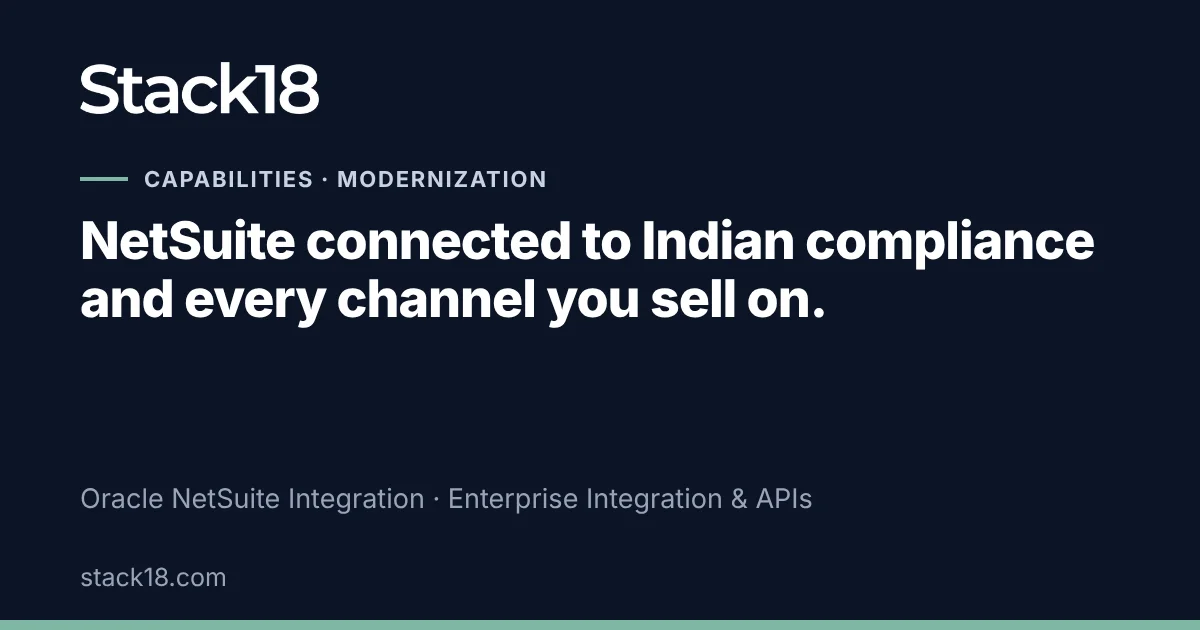 Stack18
CAPABILITIES · MODERNIZATION
NetSuite connected to Indian compliance
and every channel you sell on.
Oracle NetSuite Integration · Enterprise Integration & APIs
stack18.com